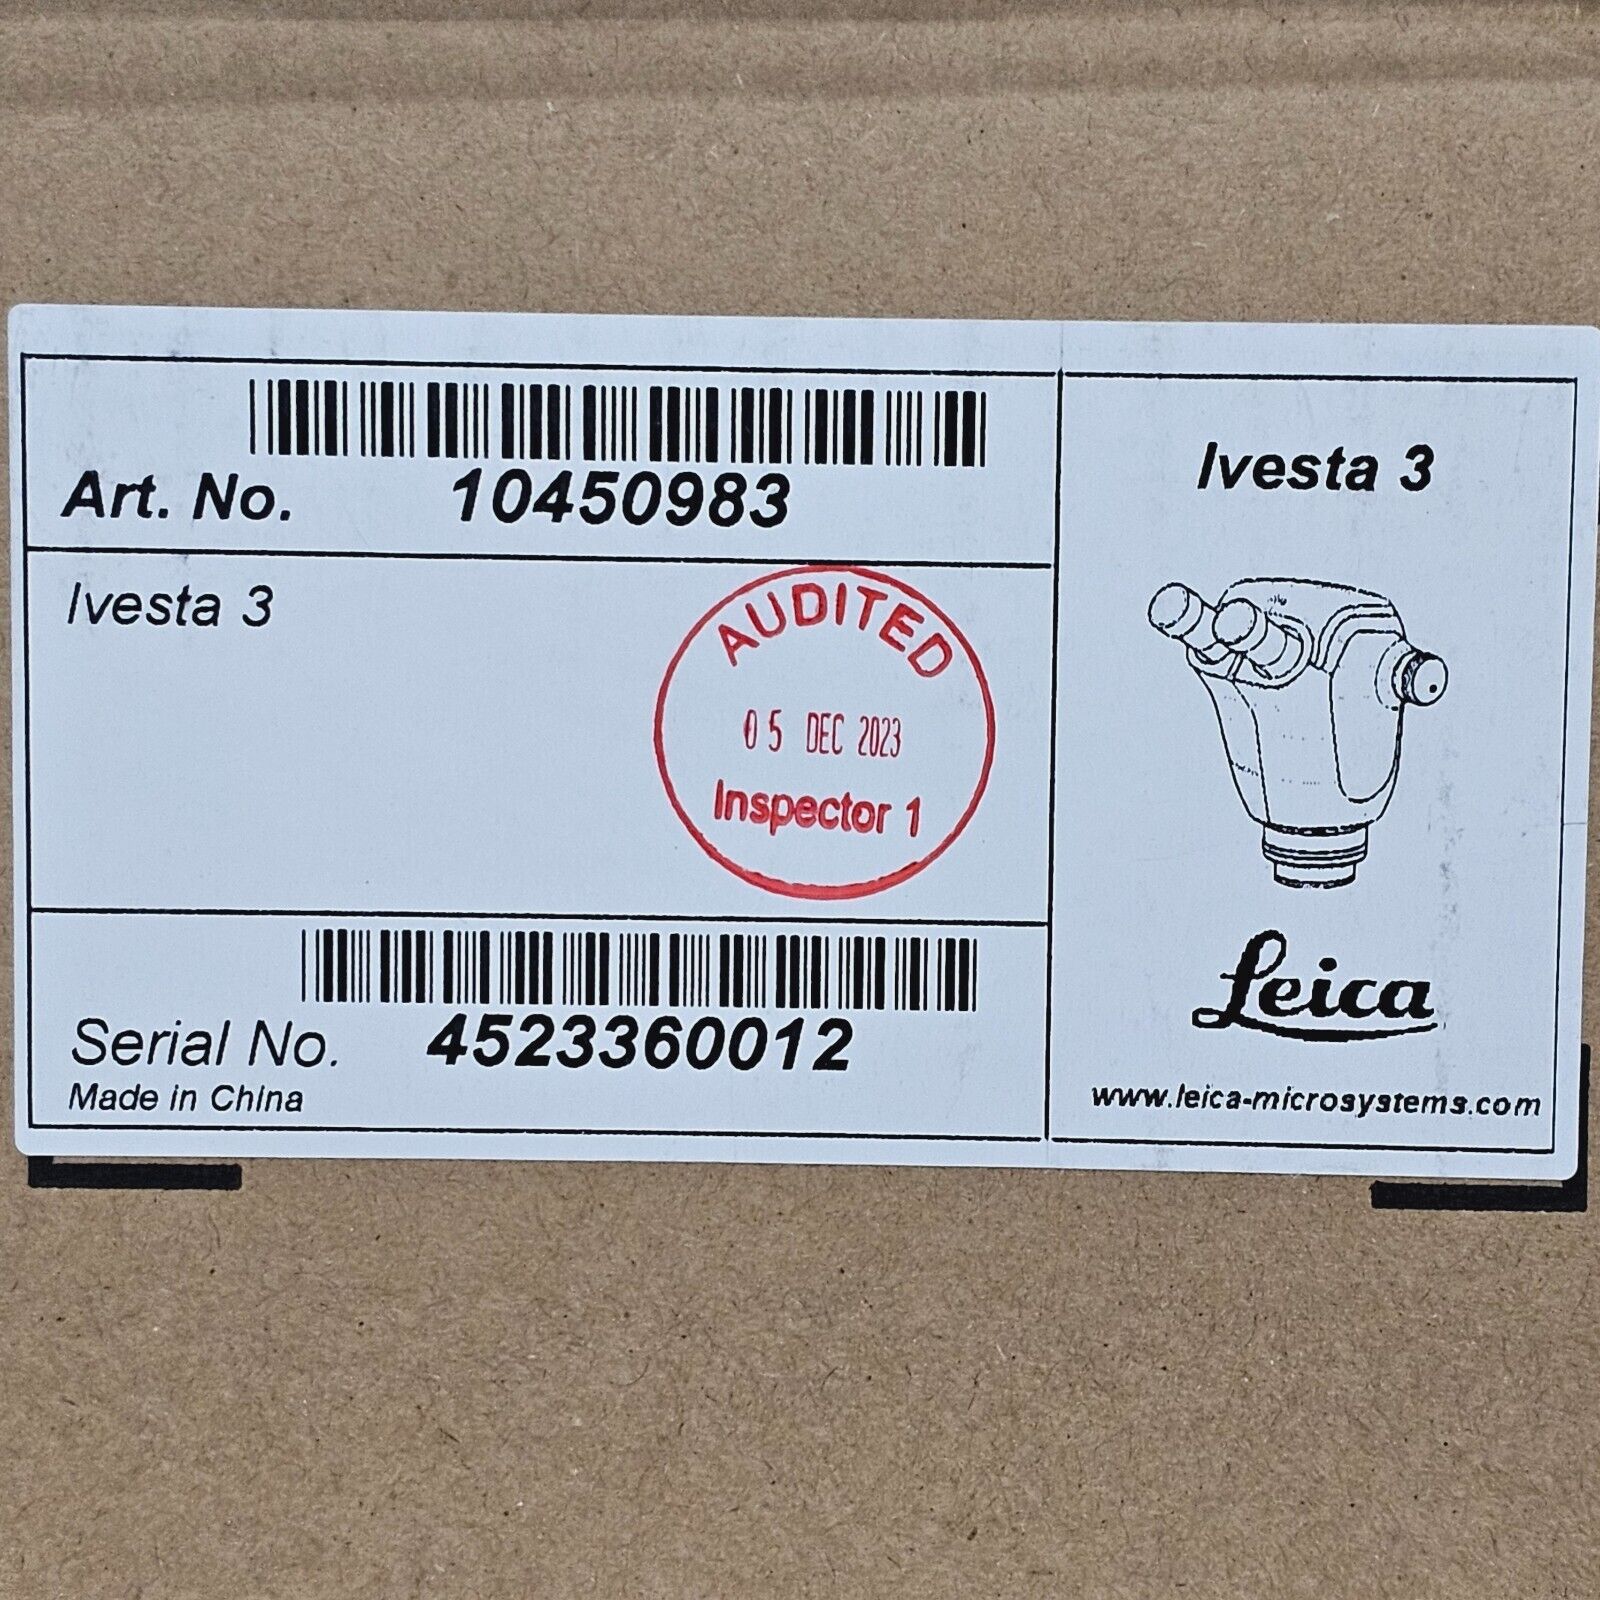 Art. No. 10450983
Ivesta 3
AUDITED
05 DEC 2023
Inspector 1
Serial No. 4523360012
Made in China
Ivesta 3
Leica
www.leica-microsystems.com